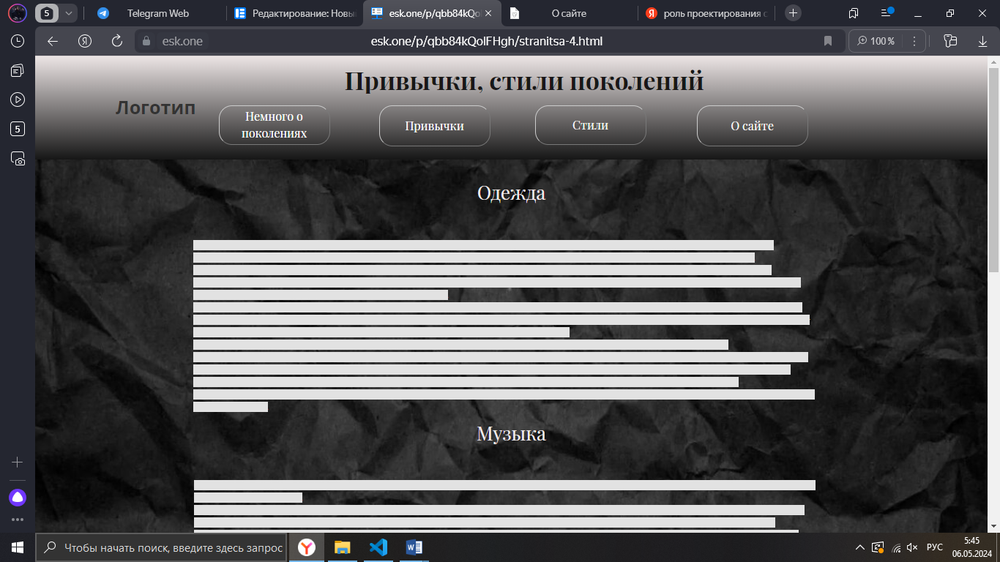 5
Telegram Web
Редактирование: Новы
esk.one/p/qbb84kQo
О сайте
роль проектирования с
esk.one
esk.one/p/qbb84kQolFHgh/stranitsa-4.html
100 %
5
Привычки, стили поколений
Логотип
Немного о
поколениях
Привычки
Стили
О сайте
Одежда
Музыка
Чтобы начать поиск, введите здесь запрос
РУС
5:45
06.05.2024